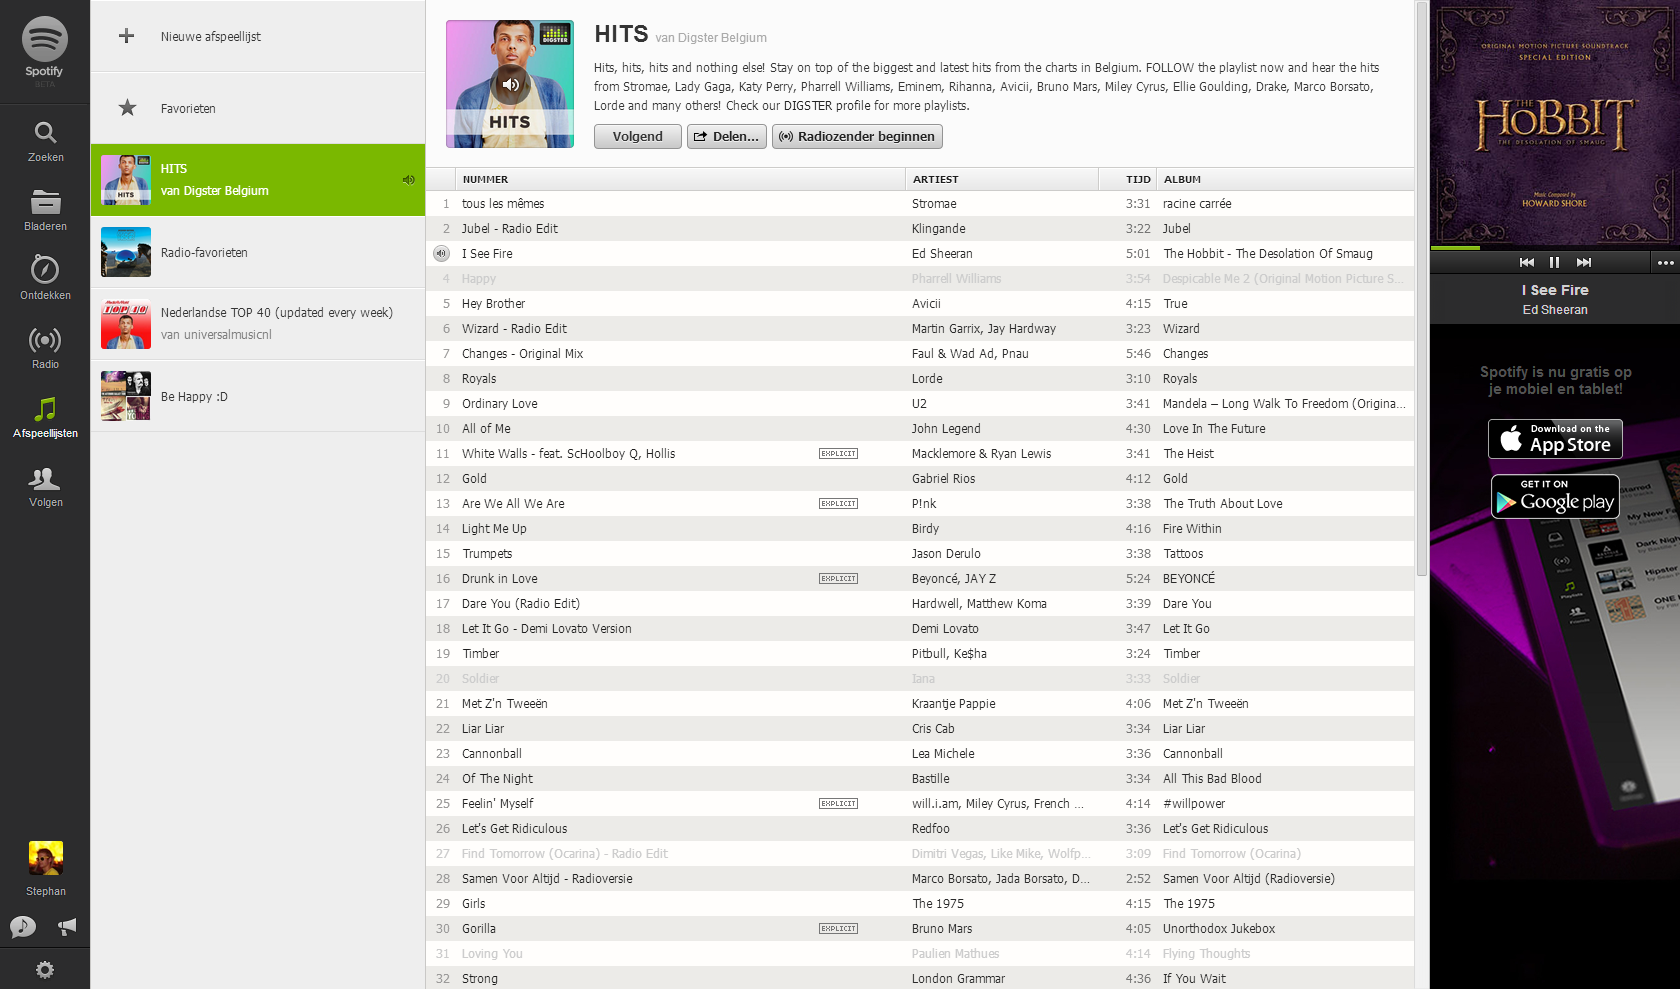 Spotify
BETA
Zoeken
Bladeren
Ontdekken
Radio
Afspeellijsten
Volgen
Stephan
Nieuwe afspeellijst
Favorieten
HITS
HITS
van Digster Belgium
Radio-favorieten
TOP 40
Nederlandse TOP 40 (updated every week)
van universalmusicnl
Be Happy :D
DIGSTER
HITS
HITS van Digster Belgium
Hits, hits, hits and nothing else! Stay on top of the biggest and latest hits from the charts in Belgium. FOLLOW the playlist now and hear the hits
from Stromae, Lady Gaga, Katy Perry, Pharrell Williams, Eminem, Rihanna, Avicii, Bruno Mars, Miley Cyrus, Ellie Goulding, Drake, Marco Borsato,
Lorde and many others! Check our DIGSTER profile for more playlists.
Volgend Delen... Radiozender beginnen
NUMMER ARTIEST TIJD ALBUM
1 tous les mêmes Stromae 3:31 racine carrée
2 Jubel - Radio Edit Klingande 3:22 Jubel
I See Fire Ed Sheeran 5:01 The Hobbit - The Desolation Of Smaug
4 Happy Pharrell Williams 3:54 Despicable Me 2 (Original Motion Picture S...
5 Hey Brother Avicii 4:15 True
6 Wizard - Radio Edit Martin Garrix, Jay Hardway 3:23 Wizard
7 Changes - Original Mix Faul & Wad Ad, Pnau 5:46 Changes
8 Royals Lorde 3:10 Royals
9 Ordinary Love U2 3:41 Mandela – Long Walk To Freedom (Origina...
10 All of Me John Legend 4:30 Love In The Future
11 White Walls - feat. ScHoolboy Q, Hollis EXPLICIT Macklemore & Ryan Lewis 3:41 The Heist
12 Gold Gabriel Rios 4:12 Gold
13 Are We All We Are EXPLICIT P!nk 3:38 The Truth About Love
14 Light Me Up Birdy 4:16 Fire Within
15 Trumpets Jason Derulo 3:38 Tattoos
16 Drunk in Love EXPLICIT Beyoncé, JAY Z 5:24 BEYONCÉ
17 Dare You (Radio Edit) Hardwell, Matthew Koma 3:39 Dare You
18 Let It Go - Demi Lovato Version Demi Lovato 3:47 Let It Go
19 Timber Pitbull, Ke$ha 3:24 Timber
20 Soldier Iana 3:33 Soldier
21 Met Z'n Tweeën Kraantje Pappie 4:06 Met Z'n Tweeën
22 Liar Liar Cris Cab 3:34 Liar Liar
23 Cannonball Lea Michele 3:36 Cannonball
24 Of The Night Bastille 3:34 All This Bad Blood
25 Feelin' Myself EXPLICIT will.i.am, Miley Cyrus, French ... 4:14 #willpower
26 Let's Get Ridiculous Redfoo 3:36 Let's Get Ridiculous
27 Find Tomorrow (Ocarina) - Radio Edit Dimitri Vegas, Like Mike, Wolfp... 3:09 Find Tomorrow (Ocarina)
28 Samen Voor Altijd - Radioversie Marco Borsato, Jada Borsato, D... 2:52 Samen Voor Altijd (Radioversie)
29 Girls The 1975 4:15 The 1975
30 Gorilla EXPLICIT Bruno Mars 4:05 Unorthodox Jukebox
31 Loving You Paulien Mathues 4:14 Flying Thoughts
32 Strong London Grammar 4:36 If You Wait
ORIGINAL MOTION PICTURE SOUNDTRACK
SPECIAL EDITION
THE
HOBBIT
THE DESOLATION OF SMAUG
Music Composed by
HOWARD SHORE
I See Fire
Ed Sheeran
Spotify is nu gratis op
je mobiel en tablet!
Download on the
App Store
GET IT ON
Google play
Starred
My New Fa
Dark Nigh
Hipster
ONE
Radio
Playlists
Friends